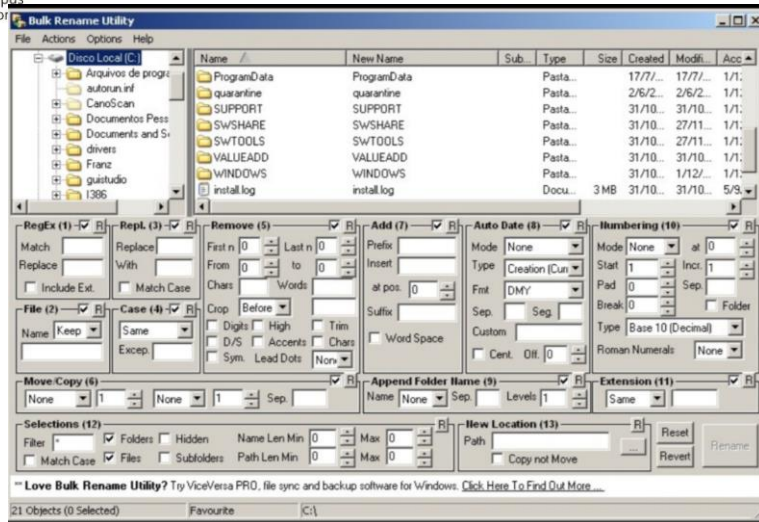 pus
Bulk Rename Utility
File Actions Options Help
Disco Local (C:)
Arquivos de progra
autorun.inf
CanoScan
Documentos Pess
Documents and S
drivers
Franz
guistudio
I386
Name New Name Sub... Type Size Created Modifi... Acc
ProgramData ProgramData Pasta... 17/7/... 17/7/... 1/1
quarantine quarantine Pasta... 2/6/2... 2/6/2... 1/1
SUPPORT SUPPORT Pasta... 31/10... 31/10... 1/1
SWSHARE SWSHARE Pasta... 31/10... 27/11... 1/1
SWTOOLS SWTOOLS Pasta... 31/10... 27/11... 1/1
VALUEADD VALUEADD Pasta... 31/10... 31/10... 1/1
WINDOWS WINDOWS Pasta... 31/10... 1/12/... 1/1
install.log install.log Docu... 3 MB 31/10... 31/10... 5/9
RegEx (1) R
Match
Replace
Include Ext.
Repl. (3) R
Replace
With
Match Case
File (2) R
Name Keep
Case (4) R
Same
Excep.
Remove (5) R
First n 0 Last n 0
From 0 to 0
Chars Words
Crop Before
Digits High Trim
D/S Accents Chars
Sym. Lead Dots Non
Add (7) R
Prefix
Insert
at pos. 0
Suffix
Word Space
Auto Date (8) R
Mode None
Type Creation (Curr
Fmt DMY
Sep. Seg.
Custom
Cent. Off. 0
Numbering (10) R
Mode None at 0
Start 1 Incr. 1
Pad 0 Sep.
Break 0 Folder
Type Base 10 (Decimal)
Roman Numerals None
Move/Copy (6) R
None 1 None 1 Sep.
Append Folder Name (9) R
Name None Sep. Levels 1
Extension (11) R
Same
Selections (12) R
Filter * Folders Hidden Name Len Min 0 Max 0
Match Case Files Subfolders Path Len Min 0 Max 0
New Location (13) R
Path ...
Copy not Move
Reset
Revert
Rename
** Love Bulk Rename Utility? Try ViceVersa PRO, file sync and backup software for Windows. Click Here To Find Out More ...
21 Objects (0 Selected) Favourite C:\